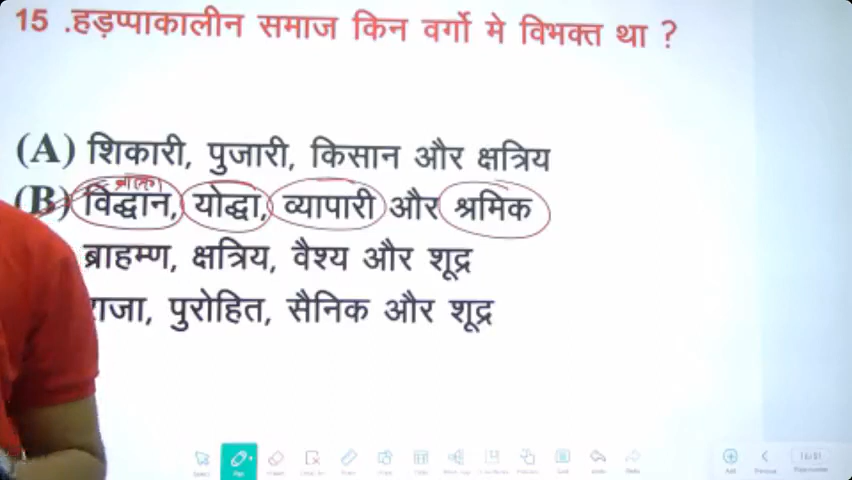 15 .हड़प्पाकालीन समाज किन वर्गो मे विभक्त था ?
(A) शिकारी, पुजारी, किसान और क्षत्रिय
(B) विद्वान, योद्धा, व्यापारी और श्रमिक
ब्राहम्ण, क्षत्रिय, वैश्य और शूद्र
राजा, पुरोहित, सैनिक और शूद्र